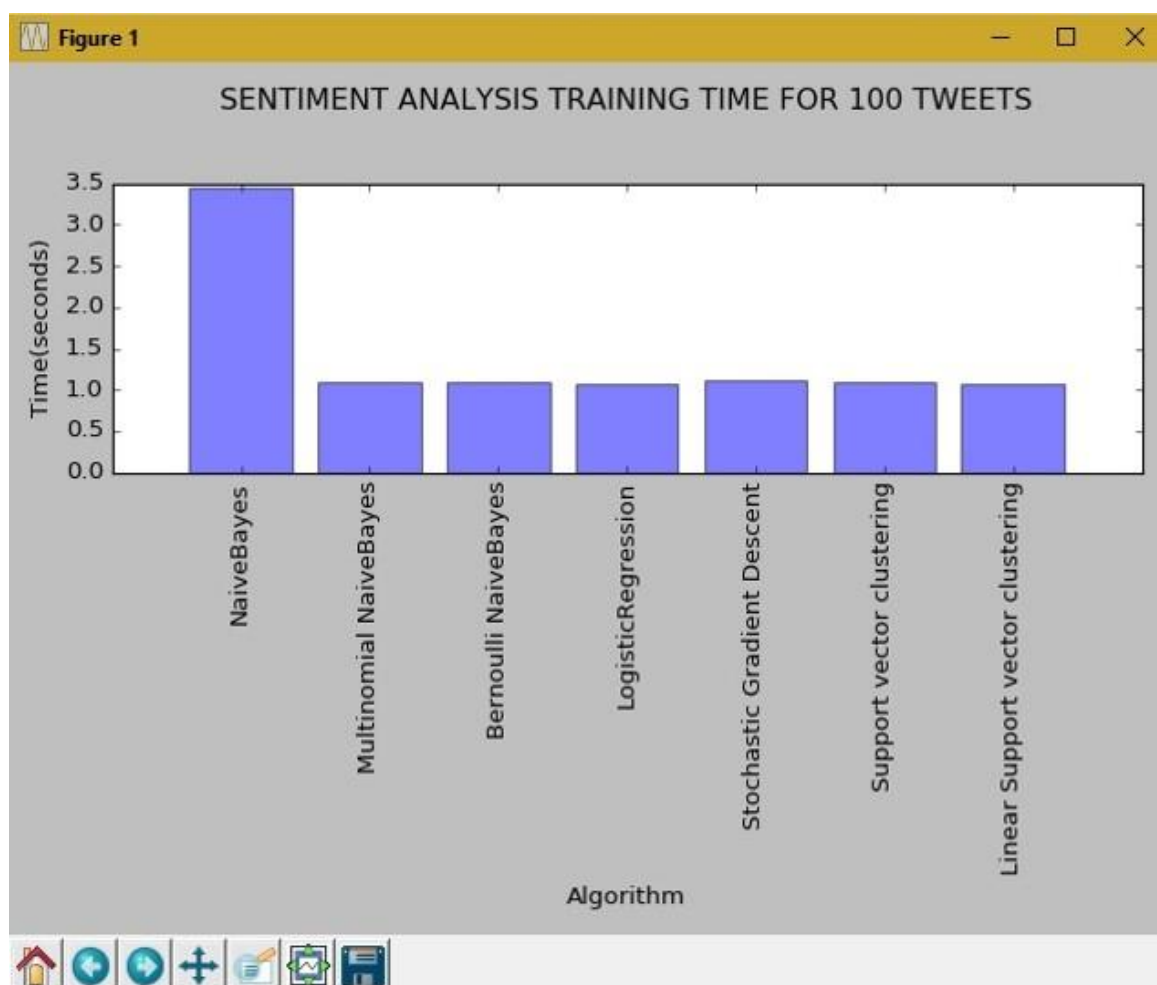 Figure 1
SENTIMENT ANALYSIS TRAINING TIME FOR 100 TWEETS
Time(seconds)
3.5
3.0
2.5
2.0
1.5
1.0
0.5
0.0
NaiveBayes
Multinomial NaiveBayes
Bernoulli NaiveBayes
LogisticRegression
Stochastic Gradient Descent
Support vector clustering
Linear Support vector clustering
Algorithm